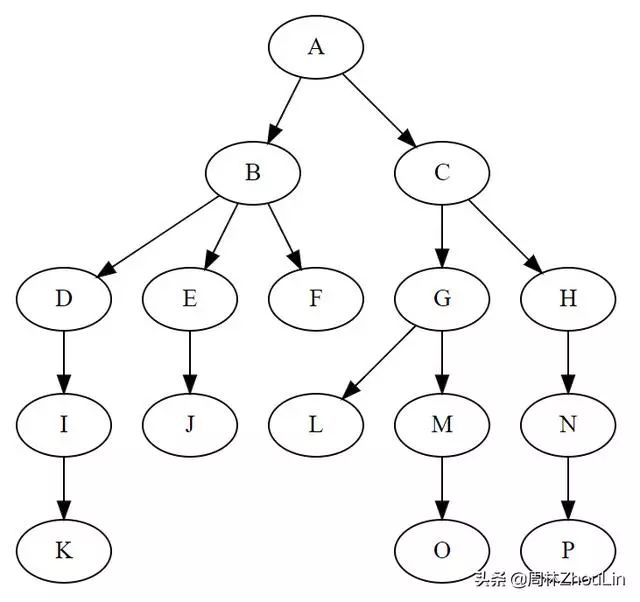 A
B C
D E F G H
I J L M N
K O P
头条 @周林ZhouLin